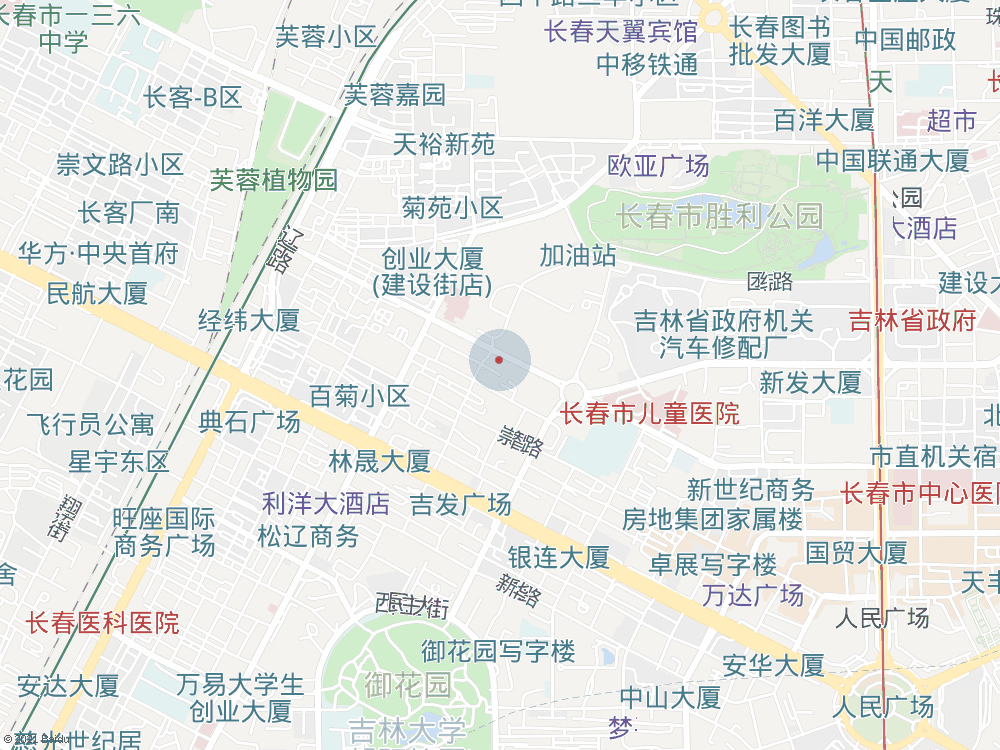 长春市一三六
中学
芙蓉小区
长春天翼宾馆
长春图书
批发大厦
中移铁通
中国邮政
天
长客-B区
芙蓉嘉园
百洋大厦
超市
天裕新苑
崇文路小区
欧亚广场
中国联通大厦
芙蓉植物园
公园
长客厂南
菊苑小区
长春市胜利公园
大酒店
华方·中央首府
创业大厦
(建设街店)
加油站
民航大厦
经纬大厦
吉林省政府机关
汽车修配厂
吉林省政府
花园
百菊小区
新发大厦
飞行员公寓
典石广场
长春市儿童医院
星宇东区
林晟大厦
市直机关宿
利洋大酒店
吉发广场
新世纪商务
长春市中心医院
旺座国际
商务广场
松辽商务
房地集团家属楼
银连大厦
卓展写字楼
国贸大厦
舍
万达广场
天丰
西民主大街
人民广场
长春医科医院
御花园写字楼
安华大厦
安达大厦
万易大学生
创业大厦
御花园
中山大厦
人民广场
吉林大学
梦·